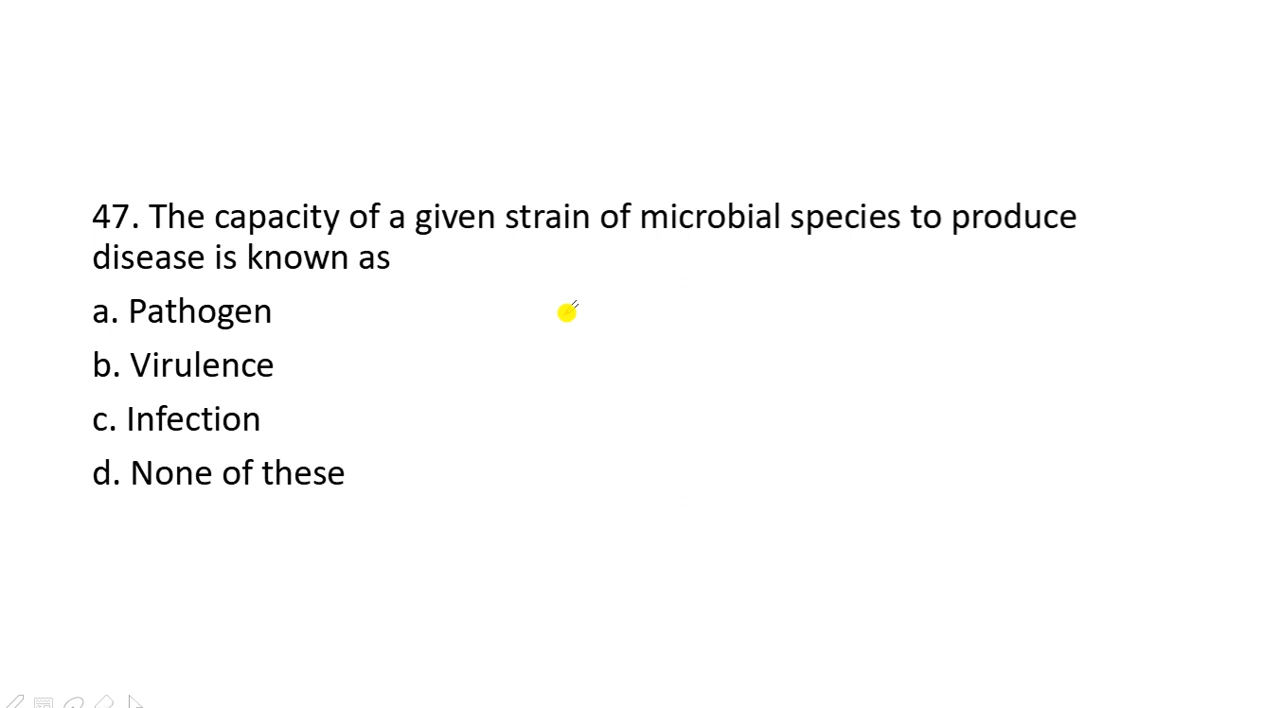 47. The capacity of a given strain of microbial species to produce
disease is known as
a. Pathogen
b. Virulence
c. Infection
d. None of these